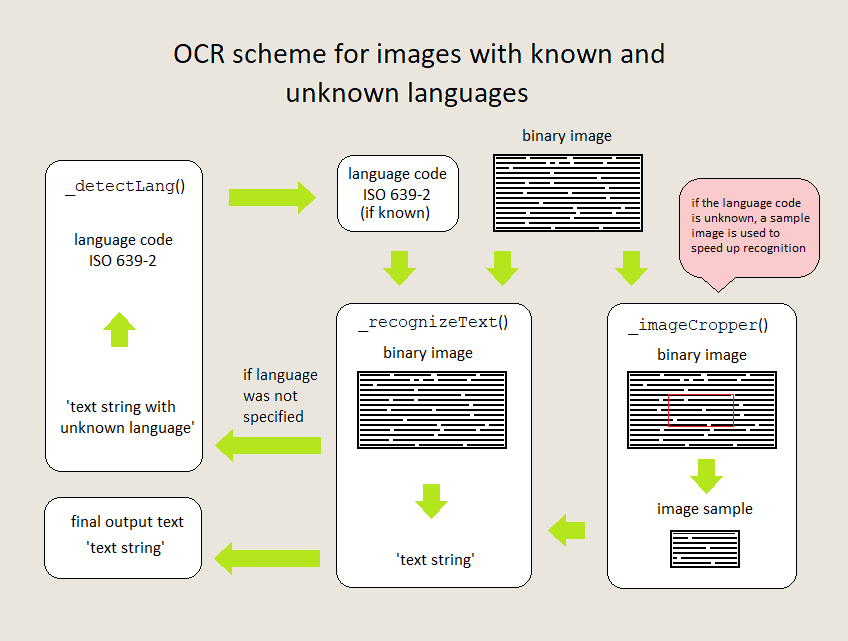 OCR scheme for images with known and
unknown languages
binary image
_detectLang()
language code
ISO 639-2
'text string with
unknown language'
language code
ISO 639-2
(if known)
if the language code
is unknown, a sample
image is used to
speed up recognition
_recognizeText()
binary image
'text string'
_imageCropper()
binary image
image sample
if language
was not
specified
final output text
'text string'